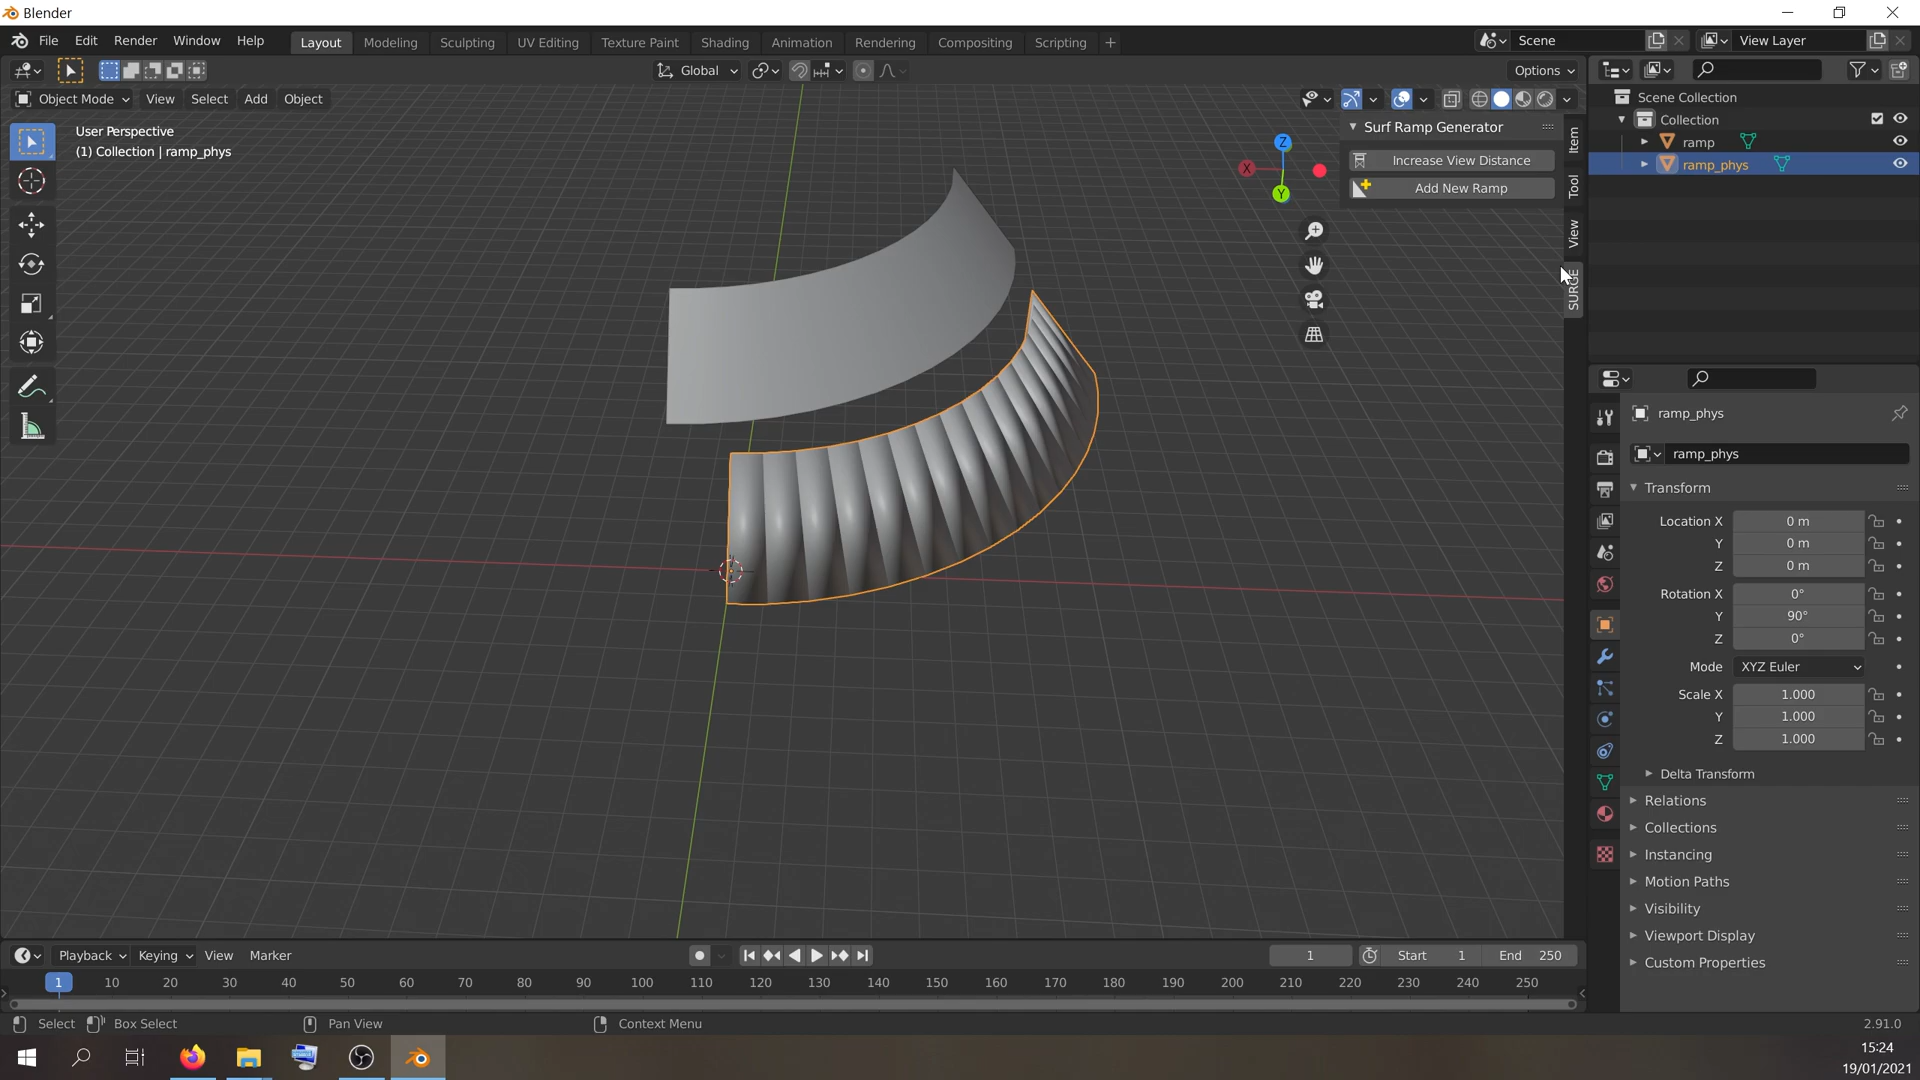 Blender
File Edit Render Window Help Layout Modeling Sculpting UV Editing Texture Paint Shading Animation Rendering Compositing Scripting + Scene View Layer
Global Options
Object Mode View Select Add Object
User Perspective
(1) Collection | ramp_phys
Surf Ramp Generator
Increase View Distance
Add New Ramp
Z
X
Y
Item
Tool
View
SURGE
Scene Collection
Collection
ramp
ramp_phys
ramp_phys
ramp_phys
Transform
Location X 0 m
Y 0 m
Z 0 m
Rotation X 0°
Y 90°
Z 0°
Mode XYZ Euler
Scale X 1.000
Y 1.000
Z 1.000
Delta Transform
Relations
Collections
Instancing
Motion Paths
Visibility
Viewport Display
Custom Properties
Playback Keying View Marker 1 Start 1 End 250
1 10 20 30 40 50 60 70 80 90 100 110 120 130 140 150 160 170 180 190 200 210 220 230 240 250
Select Box Select Pan View Context Menu 2.91.0
15:24
19/01/2021